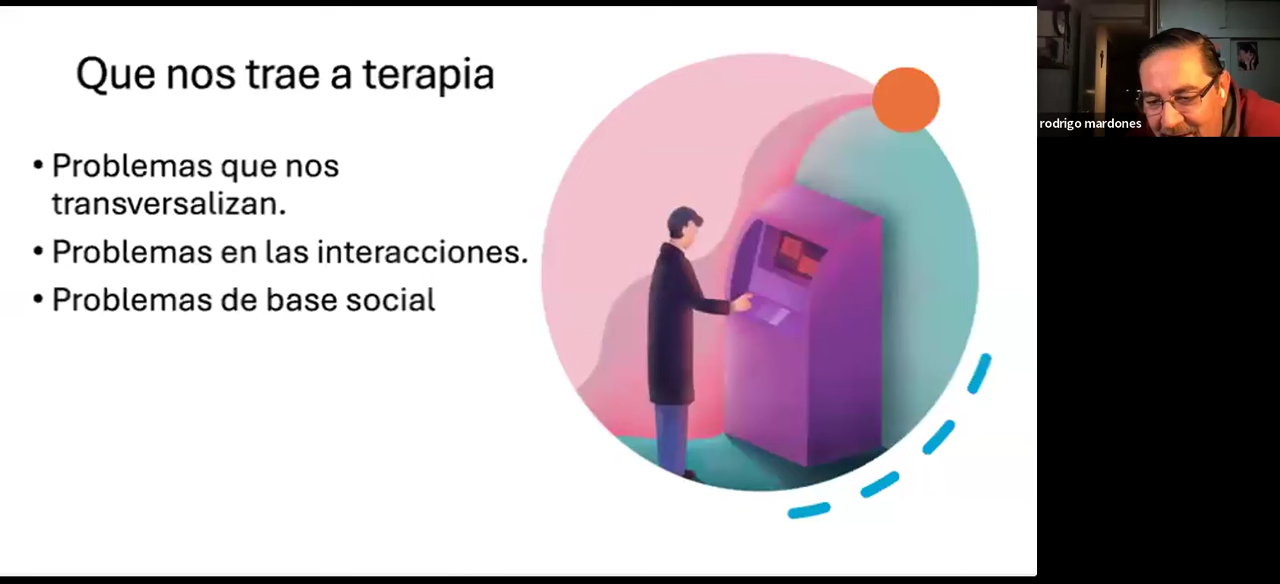 Que nos trae a terapia
• Problemas que nos
transversalizan.
• Problemas en las interacciones.
• Problemas de base social
rodrigo mardones